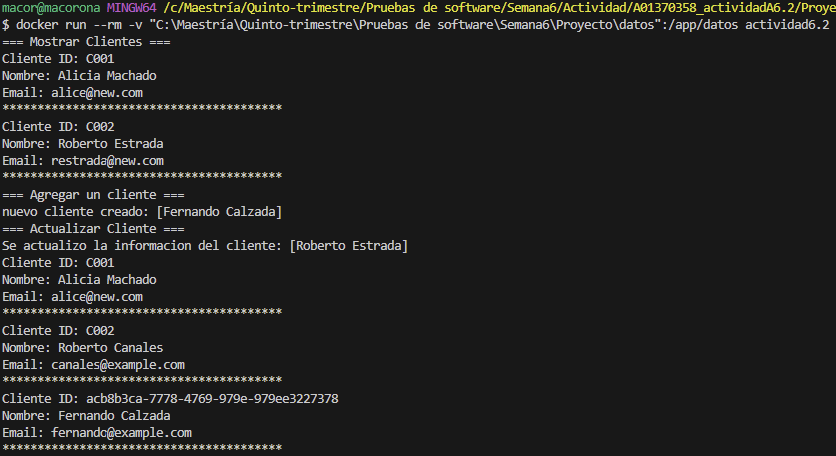 macor@macorona MINGW64 /c/Maestría/Quinto-trimestre/Pruebas de software/Semana6/Actividad/A01370358_actividadA6.2/Proye
$ docker run --rm -v "C:\Maestría\Quinto-trimestre\Pruebas de software\Semana6\Proyecto\datos":/app/datos actividad6.2
=== Mostrar Clientes ===
Cliente ID: C001
Nombre: Alicia Machado
Email: alice@new.com
****************************************
Cliente ID: C002
Nombre: Roberto Estrada
Email: restrada@new.com
****************************************
=== Agregar un cliente ===
nuevo cliente creado: [Fernando Calzada]
=== Actualizar Cliente ===
Se actualizo la informacion del cliente: [Roberto Estrada]
Cliente ID: C001
Nombre: Alicia Machado
Email: alice@new.com
****************************************
Cliente ID: C002
Nombre: Roberto Canales
Email: canales@example.com
****************************************
Cliente ID: acb8b3ca-7778-4769-979e-979ee3227378
Nombre: Fernando Calzada
Email: fernando@example.com
****************************************